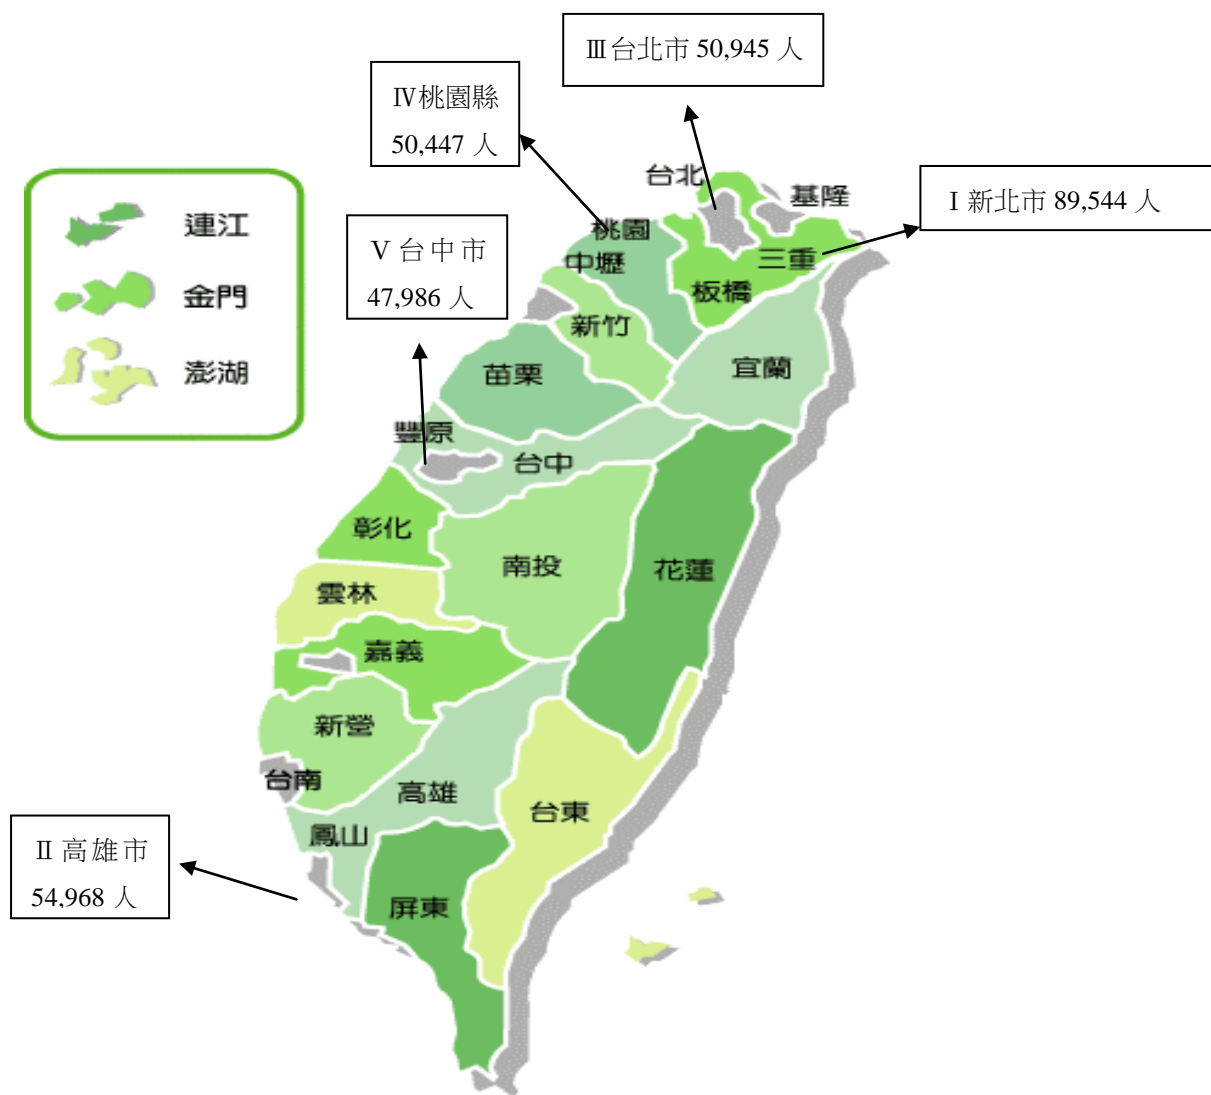 Ⅲ台北市 50,945 人
Ⅳ桃園縣
50,447 人
Ⅰ新北市 89,544 人
Ⅴ台中市
47,986 人
連江
金門
澎湖
台北
基隆
桃園
中壢
三重
板橋
新竹
苗栗
宜蘭
豐原
台中
彰化
南投
花蓮
雲林
嘉義
新營
台南
高雄
台東
鳳山
屏東
Ⅱ高雄市
54,968 人